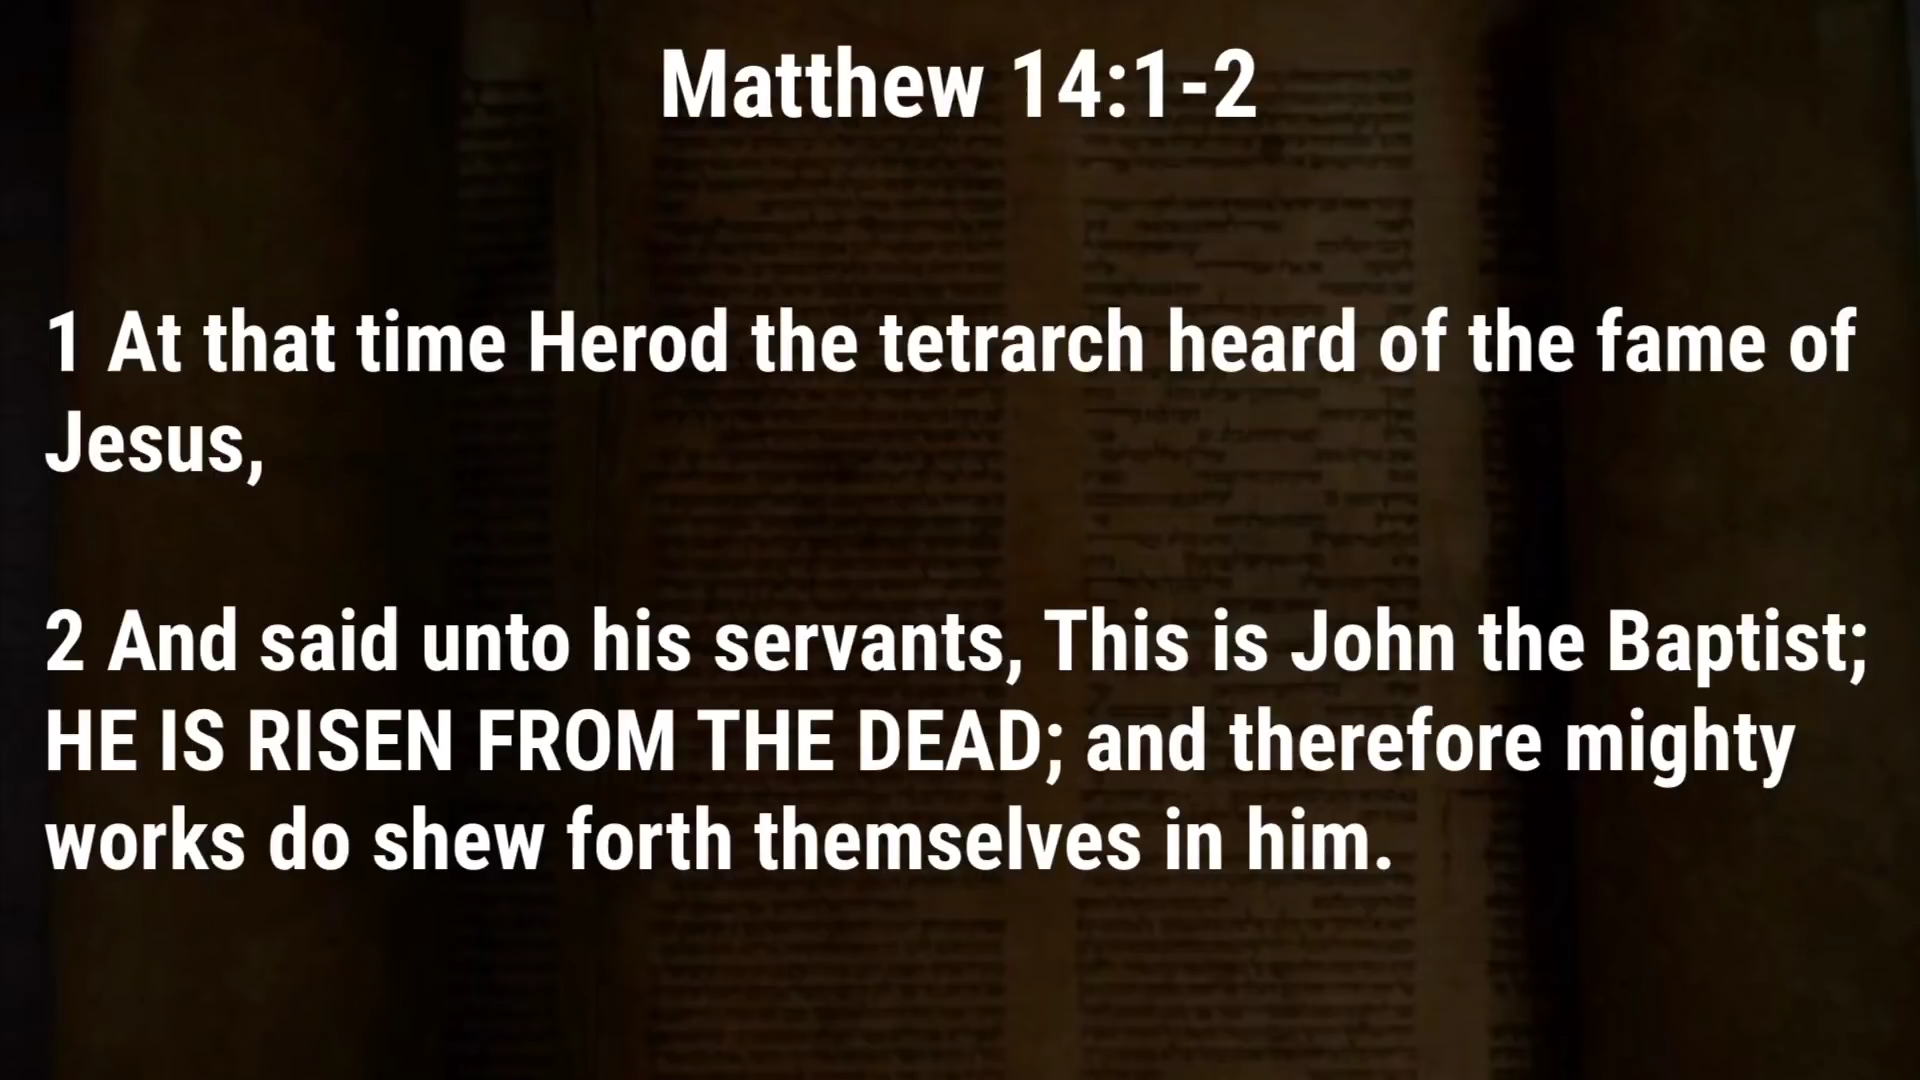 Matthew 14:1-2
1 At that time Herod the tetrarch heard of the fame of
Jesus,
2 And said unto his servants, This is John the Baptist;
HE IS RISEN FROM THE DEAD; and therefore mighty
works do shew forth themselves in him.